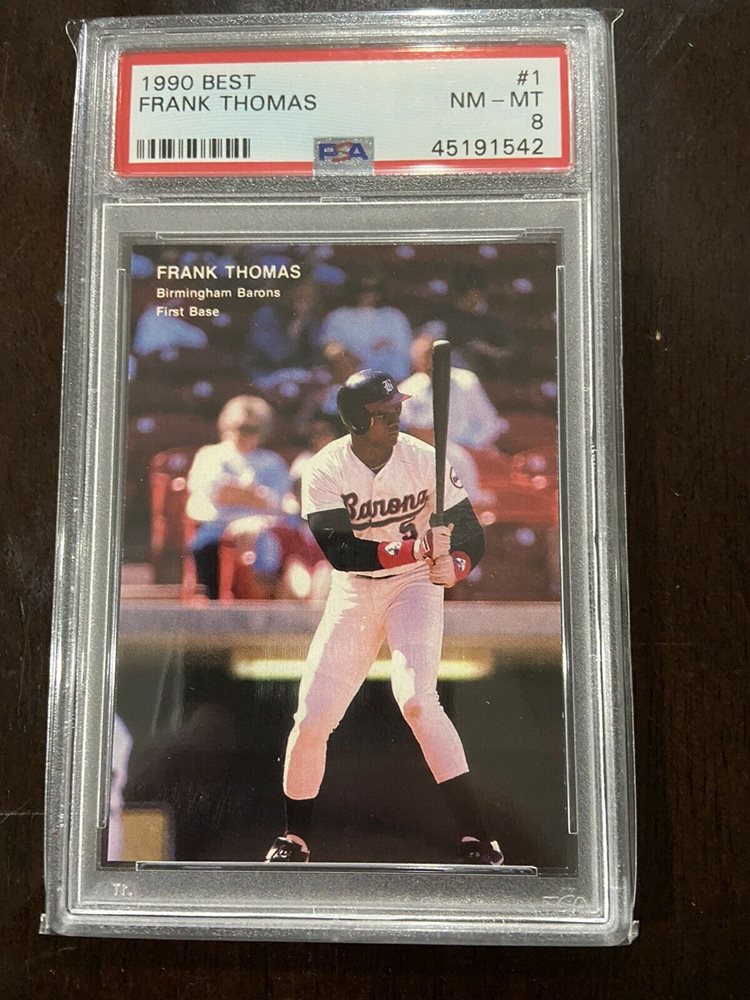 1990 BEST #1
FRANK THOMAS NM – MT
8
PSA 45191542
FRANK THOMAS
Birmingham Barons
First Base
Barons